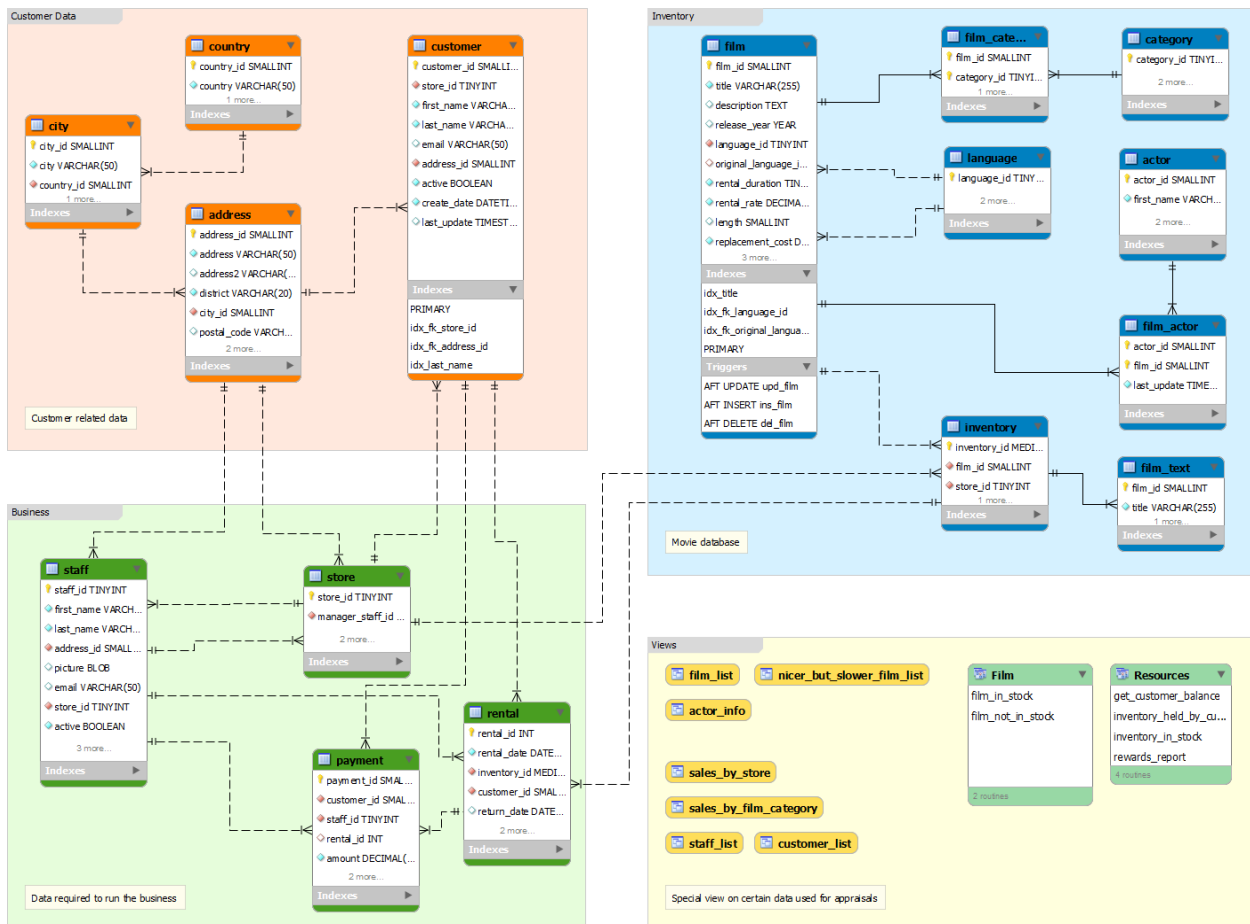 Customer Data
country
country_id SMALLINT
country VARCHAR(50)
1 more...
Indexes
city
city_id SMALLINT
city VARCHAR(50)
country_id SMALLINT
1 more...
Indexes
address
address_id SMALLINT
address VARCHAR(50)
address2 VARCHAR(...
district VARCHAR(20)
city_id SMALLINT
postal_code VARCH...
2 more...
Indexes
customer
customer_id SMALLI...
store_id TINYINT
first_name VARCHA...
last_name VARCHA...
email VARCHAR(50)
address_id SMALLINT
active BOOLEAN
create_date DATETI...
last_update TIMEST...
Indexes
PRIMARY
idx_fk_store_id
idx_fk_address_id
idx_last_name
Customer related data
Inventory
film
film_id SMALLINT
title VARCHAR(255)
description TEXT
release_year YEAR
language_id TINYINT
original_language_i...
rental_duration TIN...
rental_rate DECIMA...
length SMALLINT
replacement_cost D...
3 more...
Indexes
idx_title
idx_fk_language_id
idx_fk_original_langua...
PRIMARY
Triggers
AFT UPDATE upd_film
AFT INSERT ins_film
AFT DELETE del_film
film_cate...
film_id SMALLINT
category_id TINYI...
1 more...
Indexes
category
category_id TINYI...
2 more...
Indexes
language
language_id TINY...
2 more...
Indexes
actor
actor_id SMALLINT
first_name VARCH...
2 more...
Indexes
film_actor
actor_id SMALLINT
film_id SMALLINT
last_update TIME...
Indexes
inventory
inventory_id MEDI...
film_id SMALLINT
store_id TINYINT
1 more...
Indexes
film_text
film_id SMALLINT
title VARCHAR(255)
1 more...
Indexes
Movie database
Business
staff
staff_id TINYINT
first_name VARCH...
last_name VARCH...
address_id SMALL...
picture BLOB
email VARCHAR(50)
store_id TINYINT
active BOOLEAN
3 more...
Indexes
store
store_id TINYINT
manager_staff_id ...
2 more...
Indexes
payment
payment_id SMAL...
customer_id SMAL...
staff_id TINYINT
rental_id INT
amount DECIMAL(...
2 more...
Indexes
rental
rental_id INT
rental_date DATE...
inventory_id MEDI...
customer_id SMAL...
return_date DATE...
2 more...
Indexes
Data required to run the business
Views
film_list
nicer_but_slower_film_list
actor_info
sales_by_store
sales_by_film_category
staff_list
customer_list
Film
film_in_stock
film_not_in_stock
2 routines
Resources
get_customer_balance
inventory_held_by_cu...
inventory_in_stock
rewards_report
4 routines
Special view on certain data used for appraisals